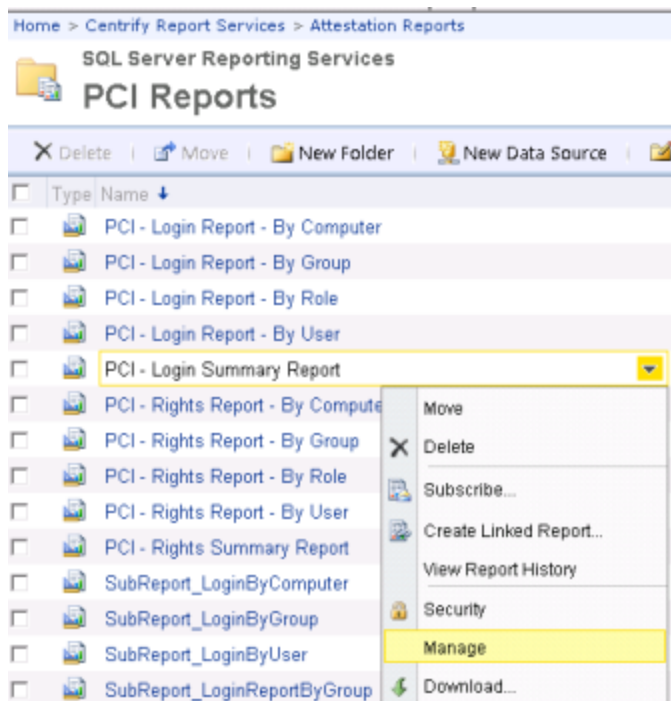 Home > Centrify Report Services > Attestation Reports
SQL Server Reporting Services
PCI Reports
Delete | Move | New Folder | New Data Source |
Type Name
PCI - Login Report - By Computer
PCI - Login Report - By Group
PCI - Login Report - By Role
PCI - Login Report - By User
PCI - Login Summary Report
PCI - Rights Report - By Compute
PCI - Rights Report - By Group
PCI - Rights Report - By Role
PCI - Rights Report - By User
PCI - Rights Summary Report
SubReport_LoginByComputer
SubReport_LoginByGroup
SubReport_LoginByUser
SubReport_LoginReportByGroup
Move
Delete
Subscribe...
Create Linked Report...
View Report History
Security
Manage
Download...